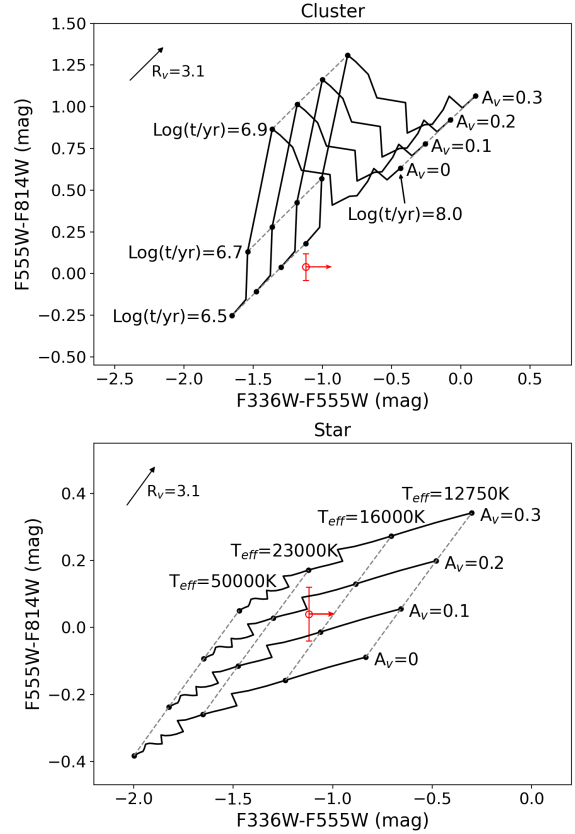 Cluster
F555W-F814W (mag)
1.50
1.25
1.00
0.75
0.50
0.25
0.00
−0.25
−0.50
R_v=3.1
Log(t/yr)=6.9
Log(t/yr)=6.7
Log(t/yr)=6.5
A_v=0.3
A_v=0.2
A_v=0.1
A_v=0
Log(t/yr)=8.0
−2.5 −2.0 −1.5 −1.0 −0.5 0.0 0.5
F336W-F555W (mag)
Star
F555W-F814W (mag)
0.4
0.2
0.0
−0.2
−0.4
R_v=3.1
T_eff=12750K
T_eff=16000K
T_eff=23000K
T_eff=50000K
A_v=0.3
A_v=0.2
A_v=0.1
A_v=0
−2.0 −1.5 −1.0 −0.5 0.0
F336W-F555W (mag)